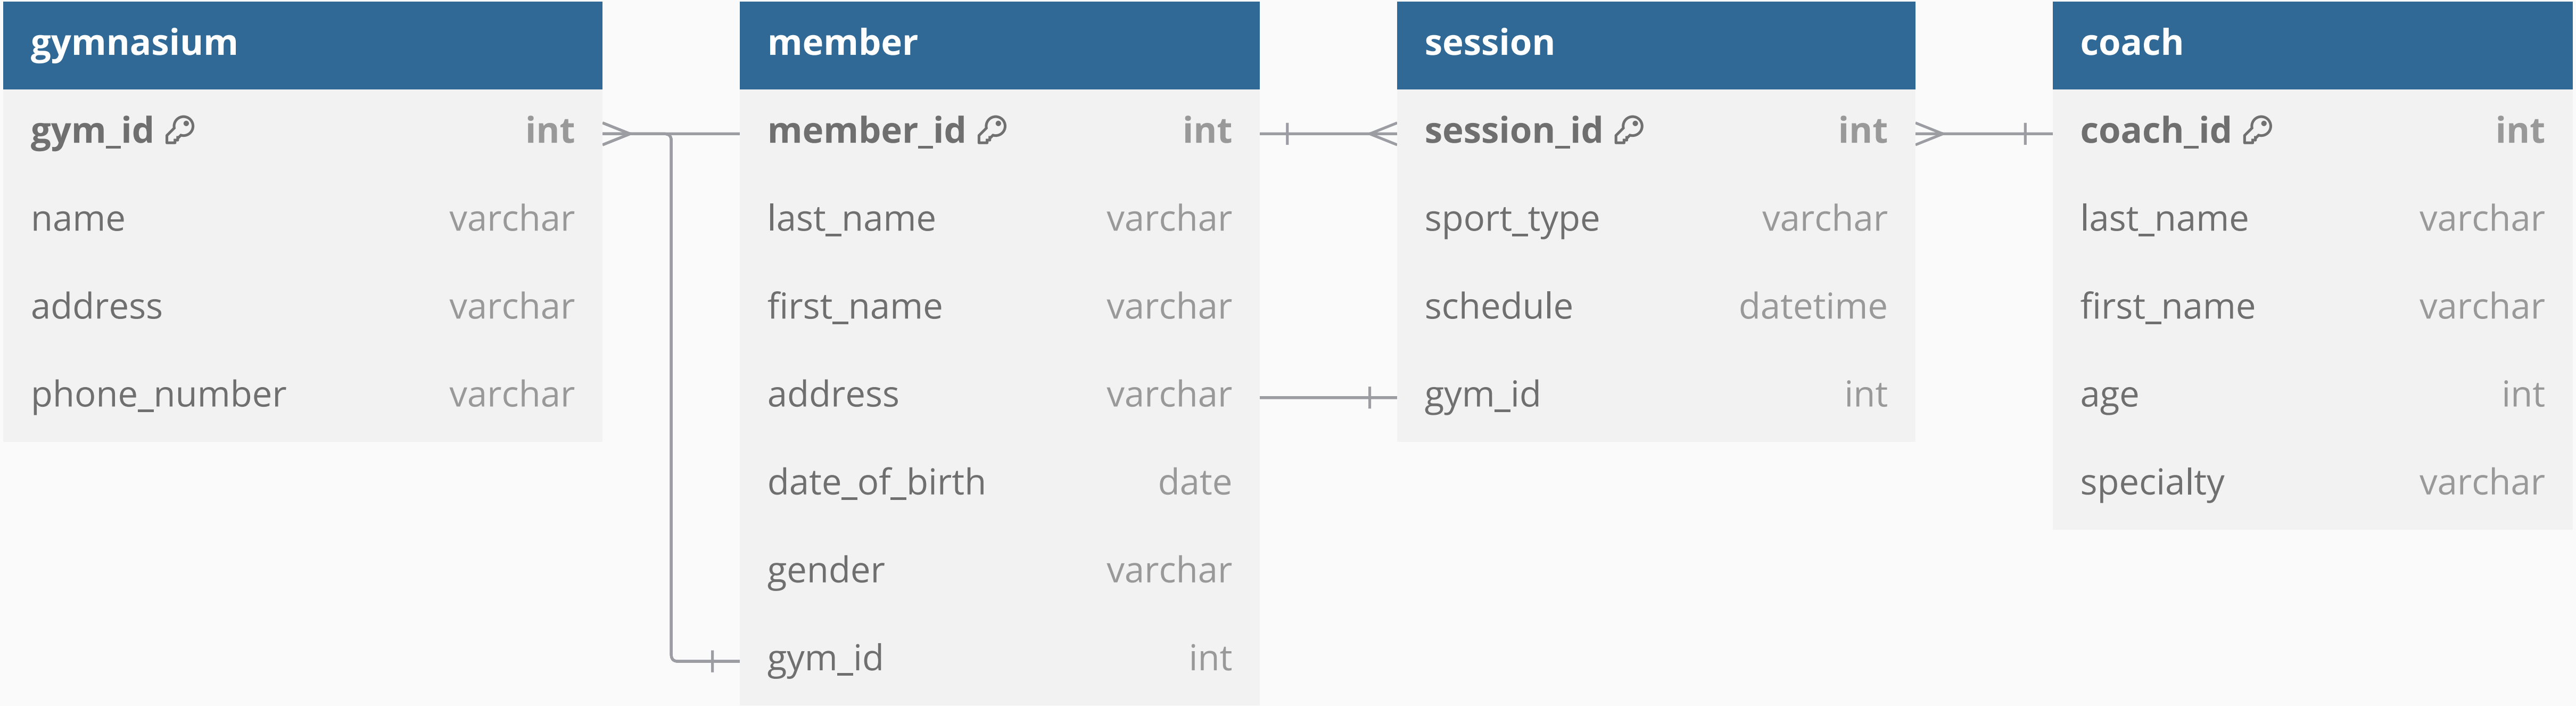 gymnasium
gym_id int
name varchar
address varchar
phone_number varchar
member
member_id int
last_name varchar
first_name varchar
address varchar
date_of_birth date
gender varchar
gym_id int
session
session_id int
sport_type varchar
schedule datetime
gym_id int
coach
coach_id int
last_name varchar
first_name varchar
age int
specialty varchar